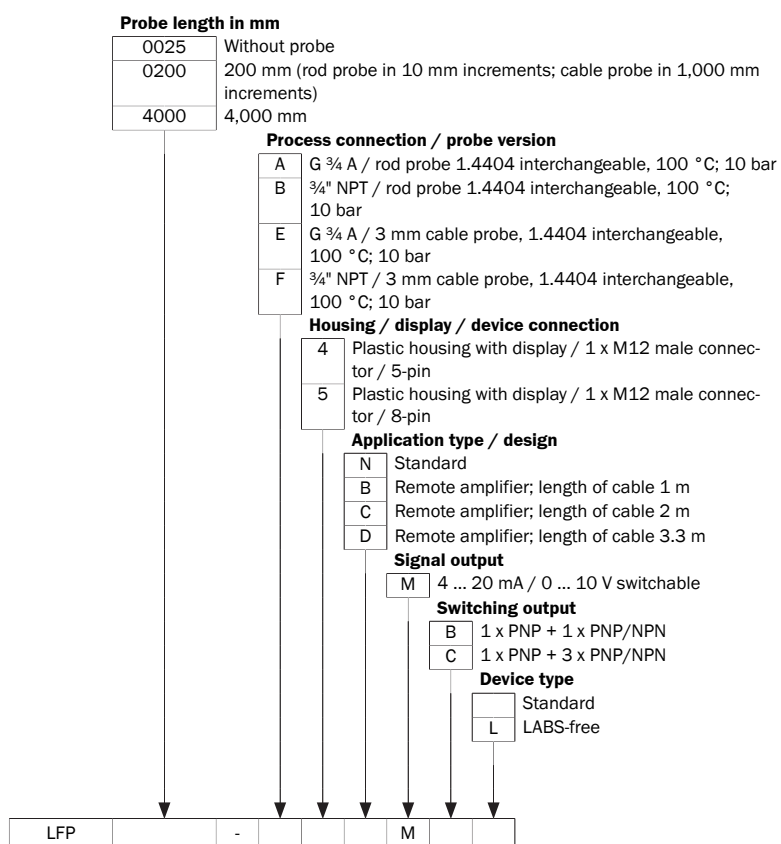 Probe length in mm
0025 Without probe
0200 200 mm (rod probe in 10 mm increments; cable probe in 1,000 mm
increments)
4000 4,000 mm
Process connection / probe version
A G ¾ A / rod probe 1.4404 interchangeable, 100 °C; 10 bar
B ¾" NPT / rod probe 1.4404 interchangeable, 100 °C;
10 bar
E G ¾ A / 3 mm cable probe, 1.4404 interchangeable,
100 °C; 10 bar
F ¾" NPT / 3 mm cable probe, 1.4404 interchangeable,
100 °C; 10 bar
Housing / display / device connection
4 Plastic housing with display / 1 x M12 male connec-
tor / 5-pin
5 Plastic housing with display / 1 x M12 male connec-
tor / 8-pin
Application type / design
N Standard
B Remote amplifier; length of cable 1 m
C Remote amplifier; length of cable 2 m
D Remote amplifier; length of cable 3.3 m
Signal output
M 4 ... 20 mA / 0 ... 10 V switchable
Switching output
B 1 x PNP + 1 x PNP/NPN
C 1 x PNP + 3 x PNP/NPN
Device type
Standard
L LABS-free
LFP - M